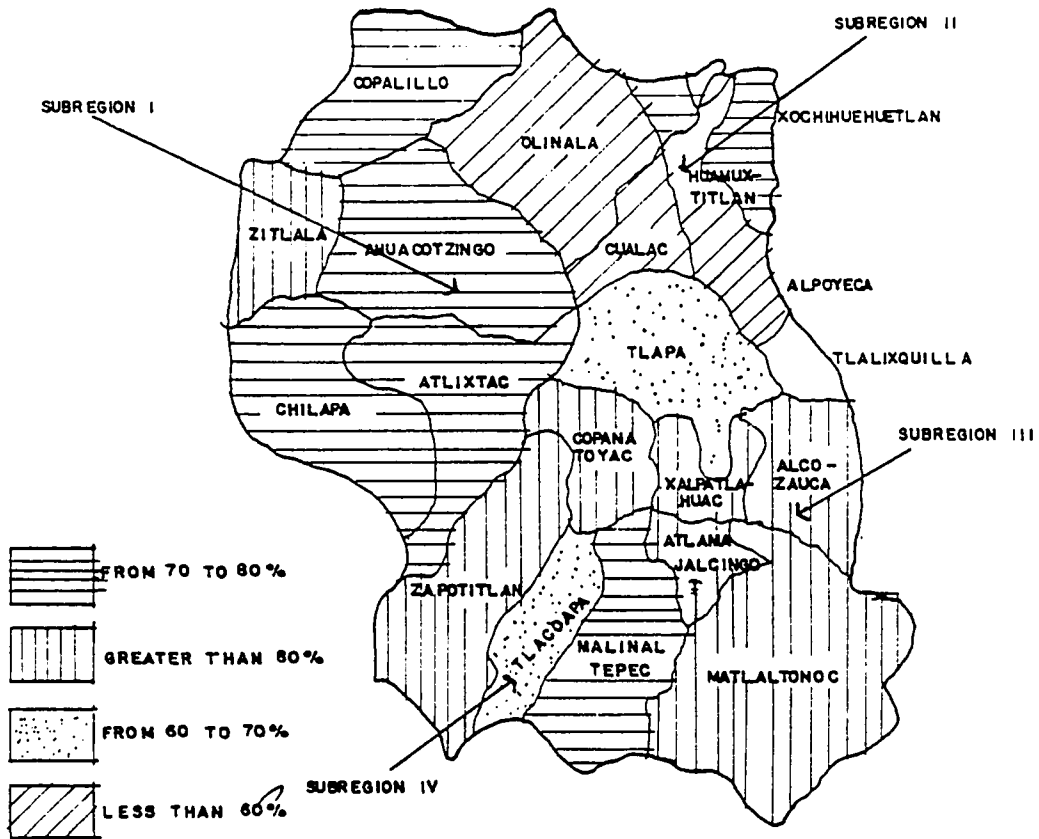 SUBREGION II
COPALILLO
SUBREGION I
XOCHIHUEHUETLAN
OLINALA
HUAMUX-
TITLAN
ZITLALA
AHUACOTZINGO
CUALAC
ALPOYECA
TLAPA
TLALIXQUILLA
ATLIXTAC
CHILAPA
COPANA
TOYAC
SUBREGION III
ALCO-
ZAUCA
XALPATLA-
HUAC
ATLANA
JALCINGO
FROM 70 TO 80%
ZAPOTITLAN
TLACOAPA
MALINAL
TEPEC
MATLALTONOC
GREATER THAN 80%
FROM 60 TO 70%
SUBREGION IV
LESS THAN 60%